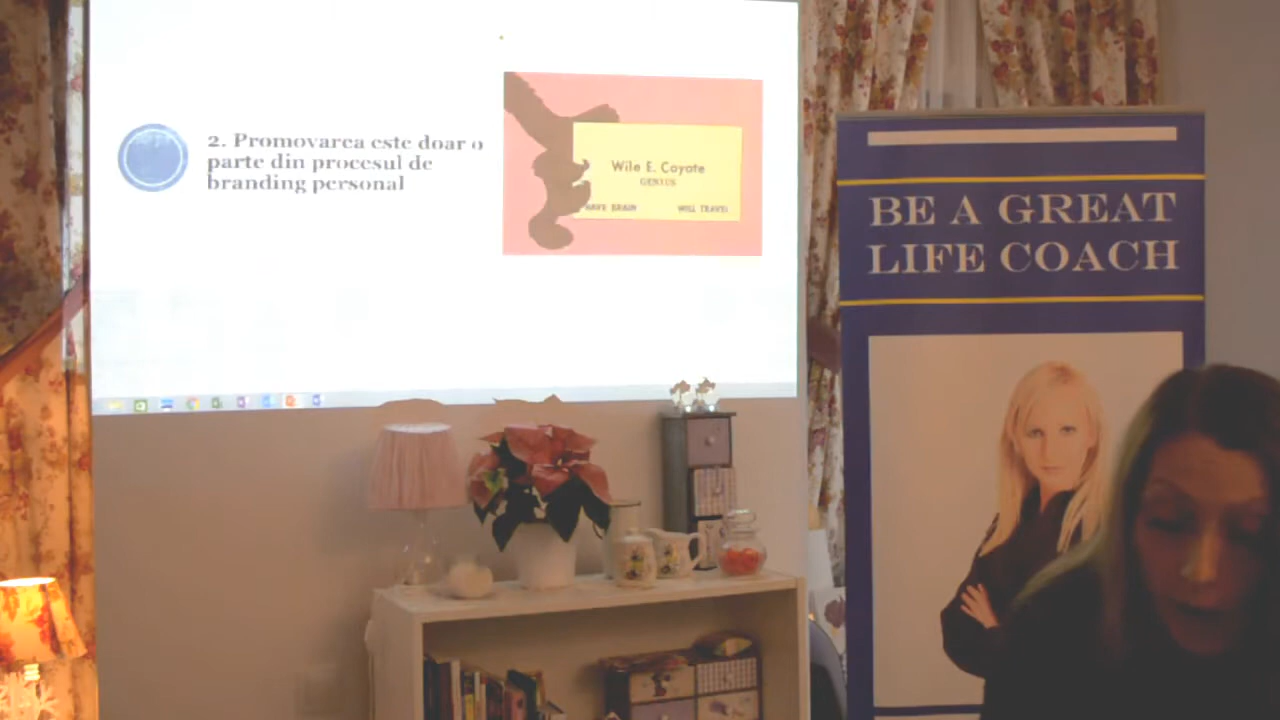 2. Promovarea este doar o
parte din procesul de
branding personal
Wile E. Coyote
GENIUS
HAVE BRAIN WILL TRAVEL
BE A GREAT
LIFE COACH